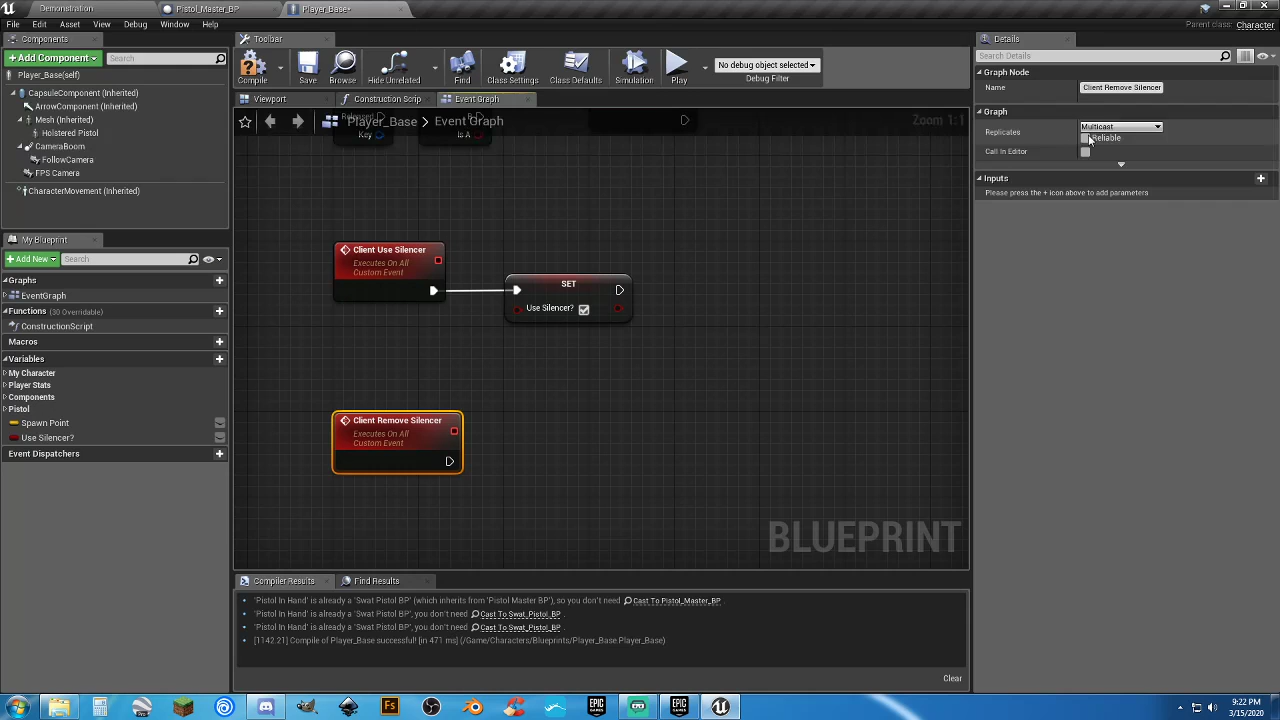 Demonstration
Pistol_Master_BP
Player_Base*
File Edit Asset View Debug Window Help
Parent class: Character
Components
+ Add Component
Search
Player_Base(self)
CapsuleComponent (Inherited)
ArrowComponent (Inherited)
Mesh (Inherited)
Holstered Pistol
CameraBoom
FollowCamera
FPS Camera
CharacterMovement (Inherited)
My Blueprint
+ Add New
Search
Graphs
EventGraph
Functions (30 Overridable)
ConstructionScript
Macros
Variables
My Character
Player Stats
Components
Pistol
Spawn Point
Use Silencer?
Event Dispatchers
Toolbar
Compile
Save
Browse
Hide Unrelated
Find
Class Settings
Class Defaults
Simulation
Play
No debug object selected
Debug Filter
Viewport
Construction Scrip
Event Graph
Player_Base > Event Graph
Zoom 1:1
Key
Is A
Client Use Silencer
Executes On All
Custom Event
SET
Use Silencer?
Client Remove Silencer
Executes On All
Custom Event
BLUEPRINT
Compiler Results
Find Results
'Pistol In Hand' is already a 'Swat Pistol BP' (which inherits from 'Pistol Master BP'), so you don't need Cast To Pistol_Master_BP .
'Pistol In Hand' is already a 'Swat Pistol BP', you don't need Cast To Swat_Pistol_BP .
'Pistol In Hand' is already a 'Swat Pistol BP', you don't need Cast To Swat_Pistol_BP .
[1142.21] Compile of Player_Base successful! [in 471 ms] (/Game/Characters/Blueprints/Player_Base.Player_Base)
Clear
Details
Search Details
Graph Node
Name
Client Remove Silencer
Graph
Replicates
Multicast
Reliable
Call In Editor
Inputs
Please press the + icon above to add parameters
Pro
Fs
EPIC GAMES
EPIC GAMES
9:22 PM
3/15/2020